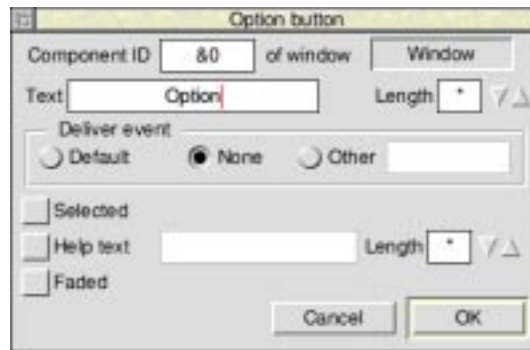 Option button
Component ID &0 of window Window
Text Option Length *
Deliver event
Default None Other
Selected
Help text Length *
Faded
Cancel OK